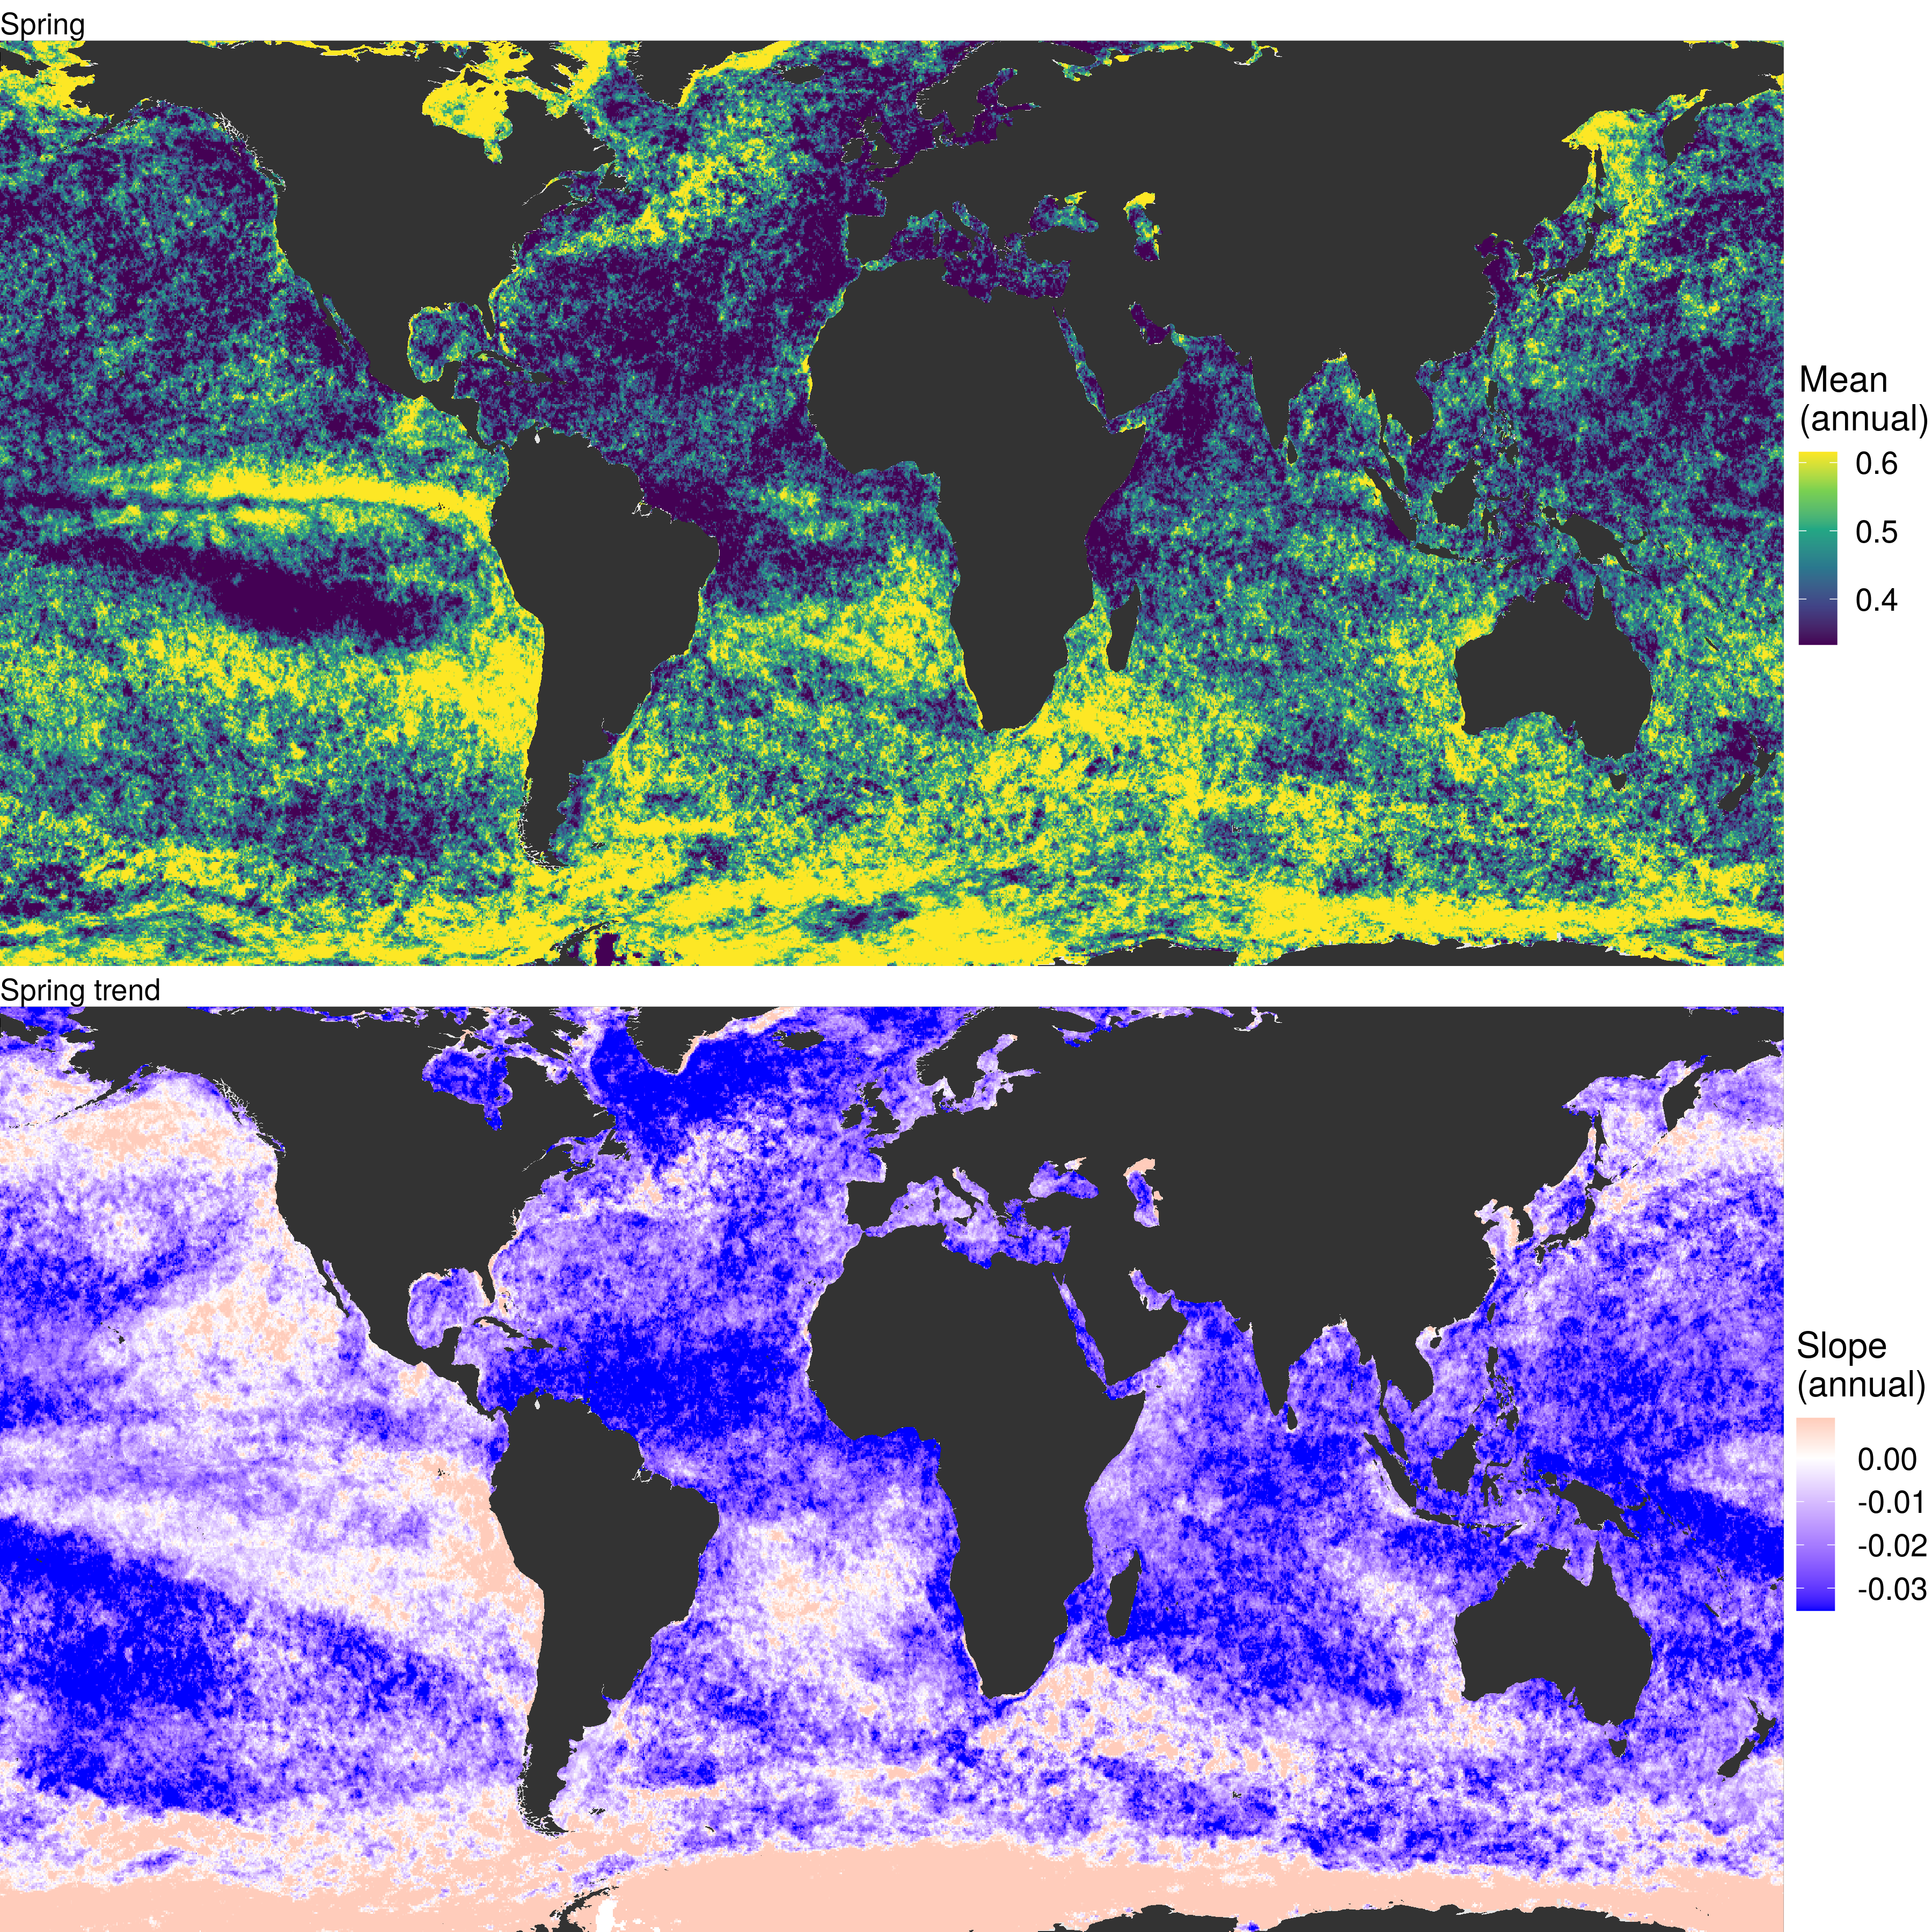 Spring
Mean
(annual)
0.6
0.5
0.4
Spring trend
Slope
(annual)
0.00
-0.01
-0.02
-0.03